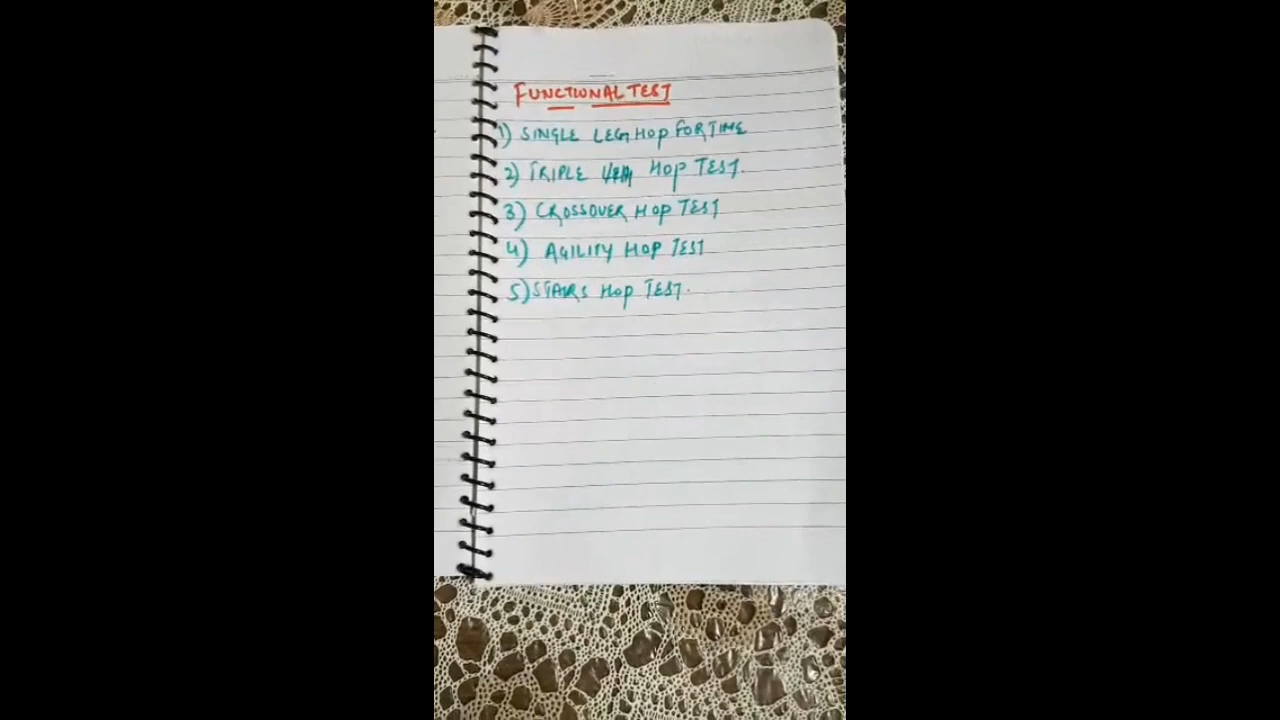 FUNCTIONAL TEST
1) SINGLE LEG HOP FOR TIME
2) TRIPLE HOP TEST.
3) CROSSOVER HOP TEST
4) AGILITY HOP TEST
5) STAIRS HOP TEST.